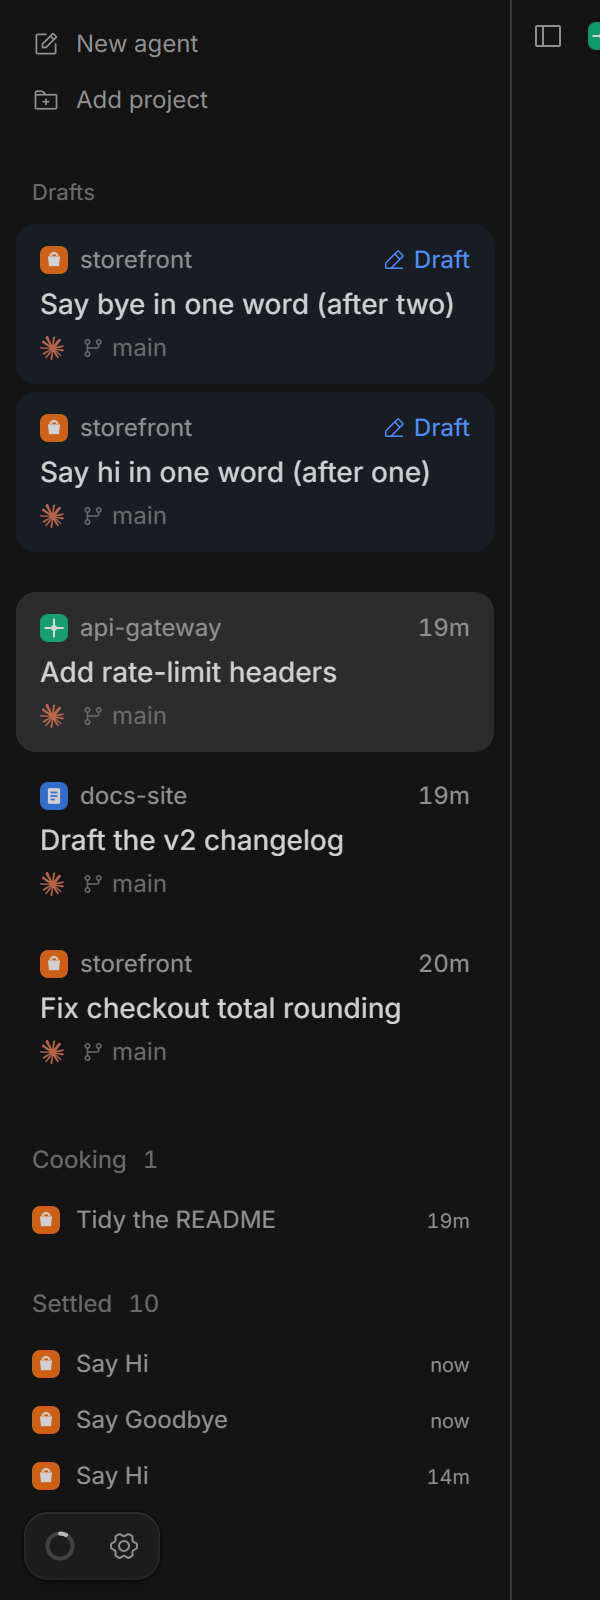 New agent
Add project
Drafts
storefront Draft
Say bye in one word (after two)
main
storefront Draft
Say hi in one word (after one)
main
api-gateway 19m
Add rate-limit headers
main
docs-site 19m
Draft the v2 changelog
main
storefront 20m
Fix checkout total rounding
main
Cooking 1
Tidy the README 19m
Settled 10
Say Hi now
Say Goodbye now
Say Hi 14m